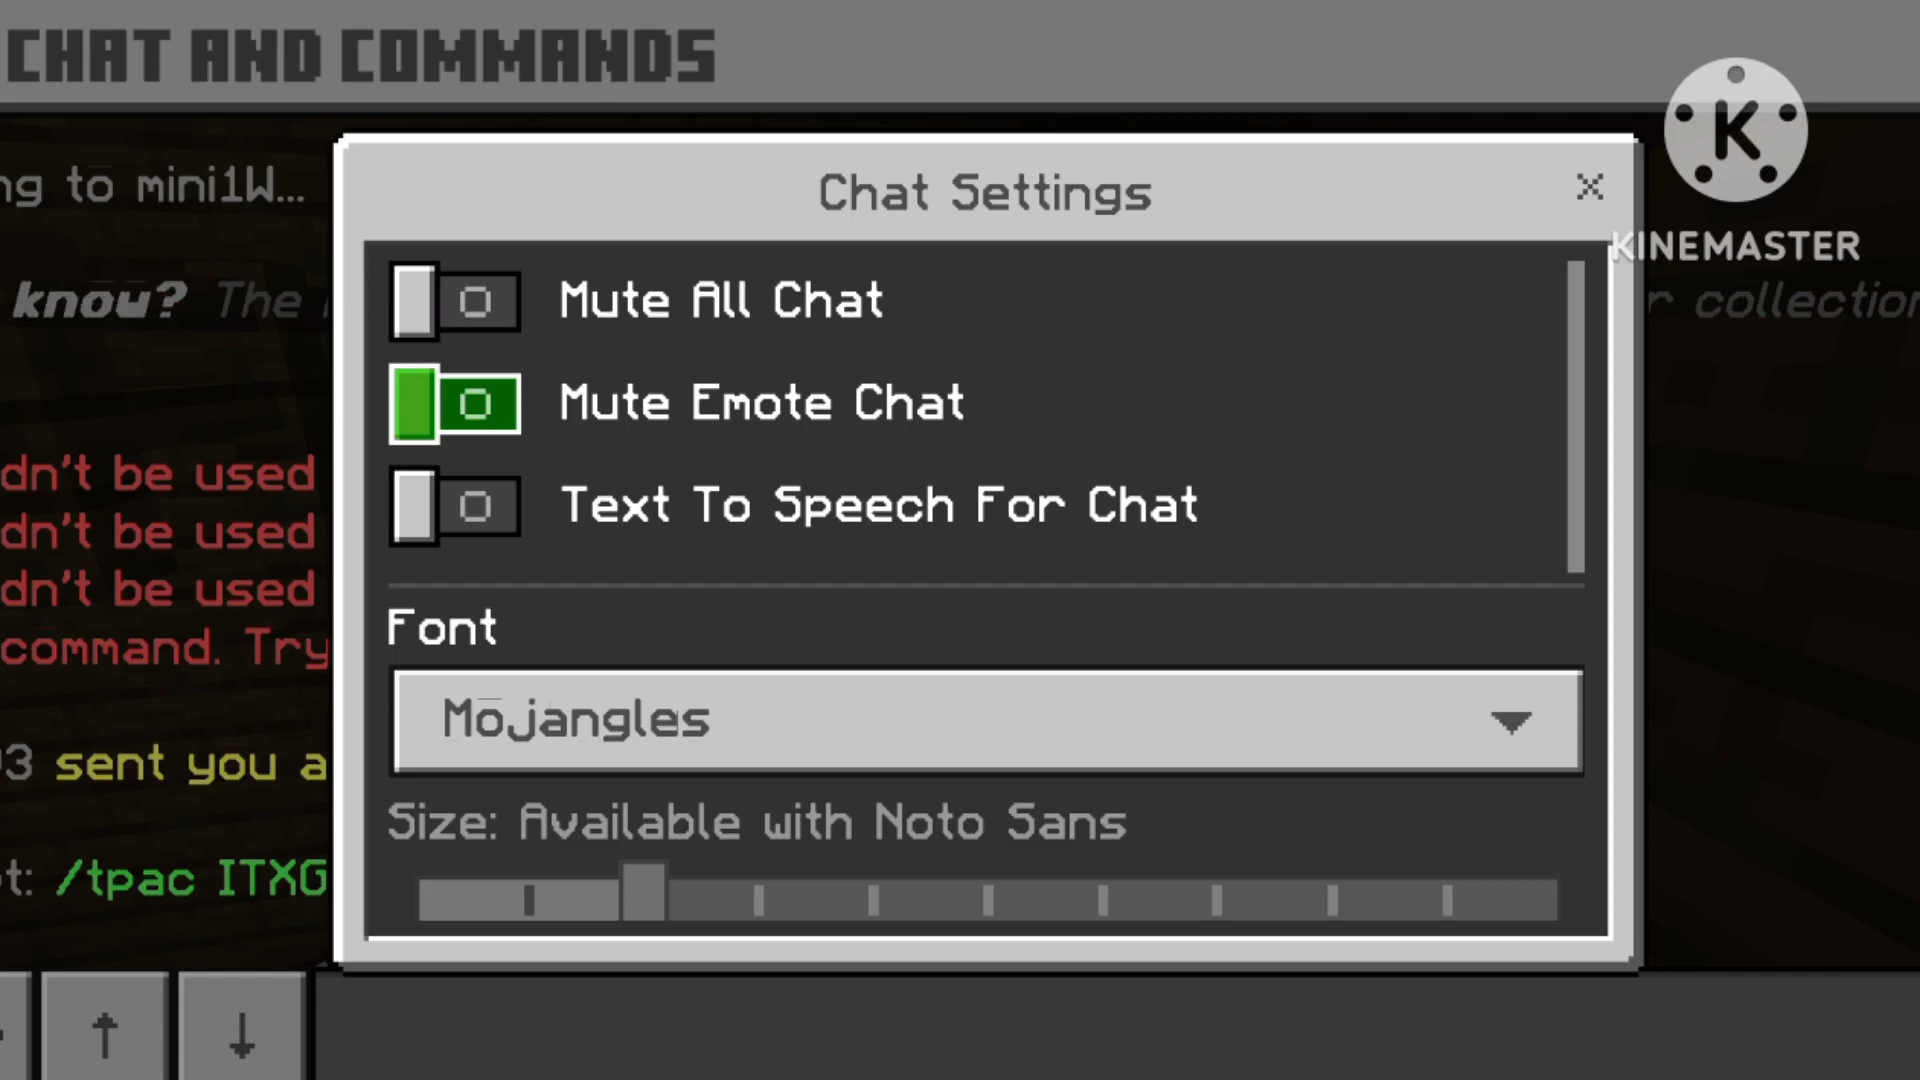 CHAT AND COMMANDS
K
KINEMASTER
ng to mini1W...
Chat Settings
know? The
r collection
Mute All Chat
Mute Emote Chat
Text To Speech For Chat
dn't be used
dn't be used
dn't be used
command. Try
Font
Mojangles
3 sent you a
Size: Available with Noto Sans
t: /tpac ITXG